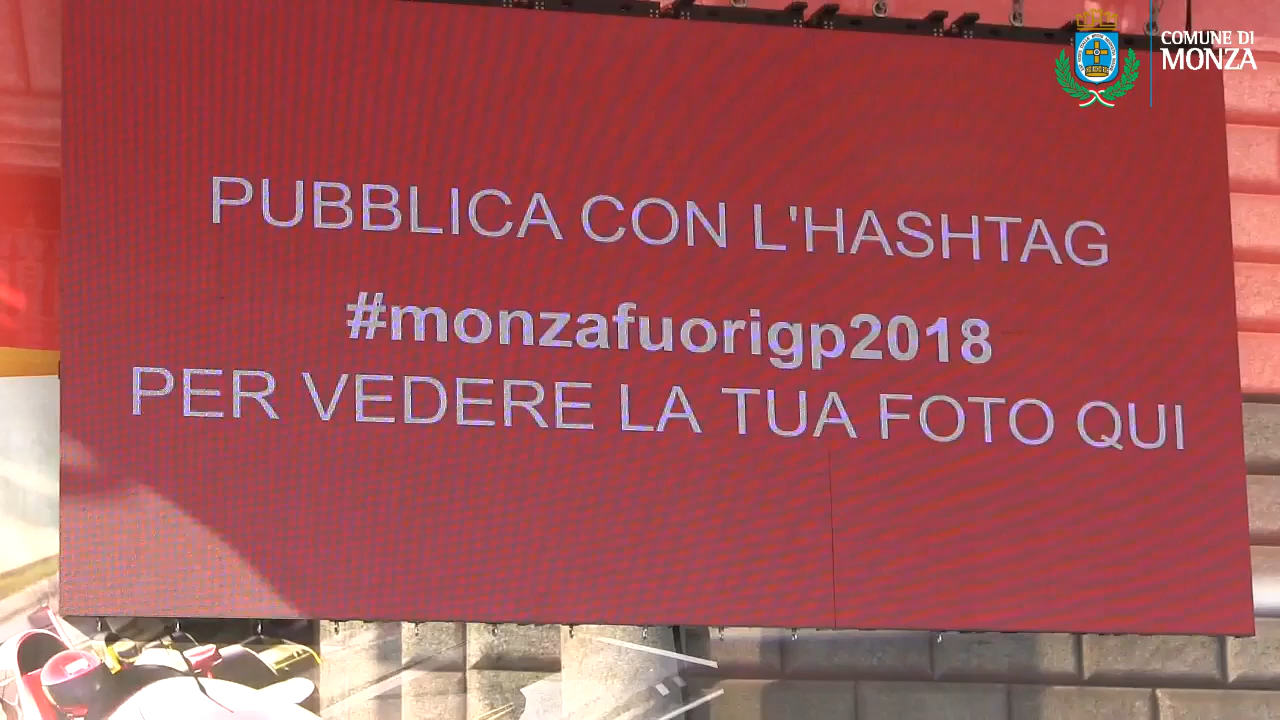 COMUNE DI
MONZA
PUBBLICA CON L'HASHTAG
#monzafuorigp2018
PER VEDERE LA TUA FOTO QUI